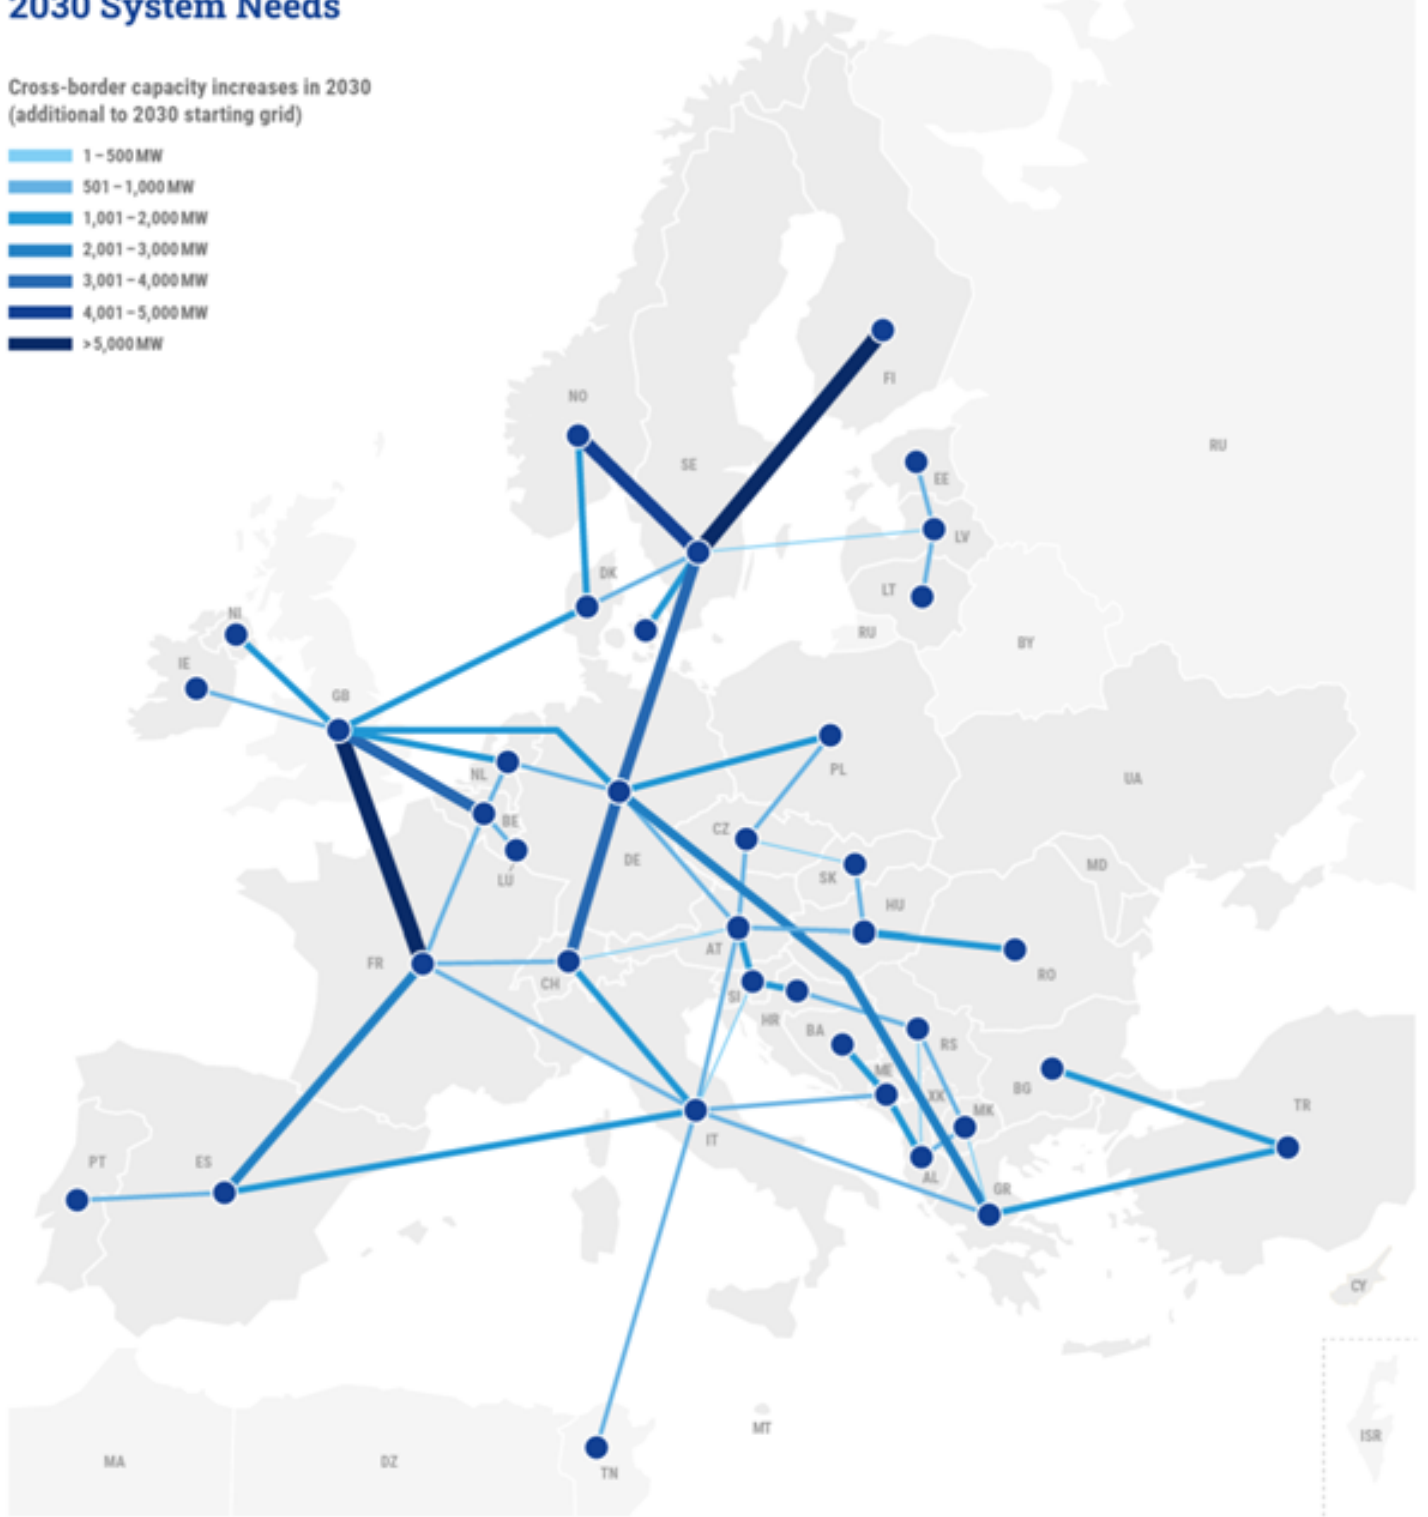 2030 System Needs
Cross-border capacity increases in 2030
(additional to 2030 starting grid)
1–500 MW
501–1,000 MW
1,001–2,000 MW
2,001–3,000 MW
3,001–4,000 MW
4,001–5,000 MW
>5,000 MW
FI
NO
RU
SE
EE
LV
DK
LT
NI
RU
BY
IE
GB
PL
NL
UA
BE
CZ
DE
MD
LU
SK
HU
AT
FR
RO
CH
SI
HR
BA
RS
ME
BG
XK
TR
MK
IT
PT
ES
AL
GR
CY
MT
ISR
MA
DZ
TN